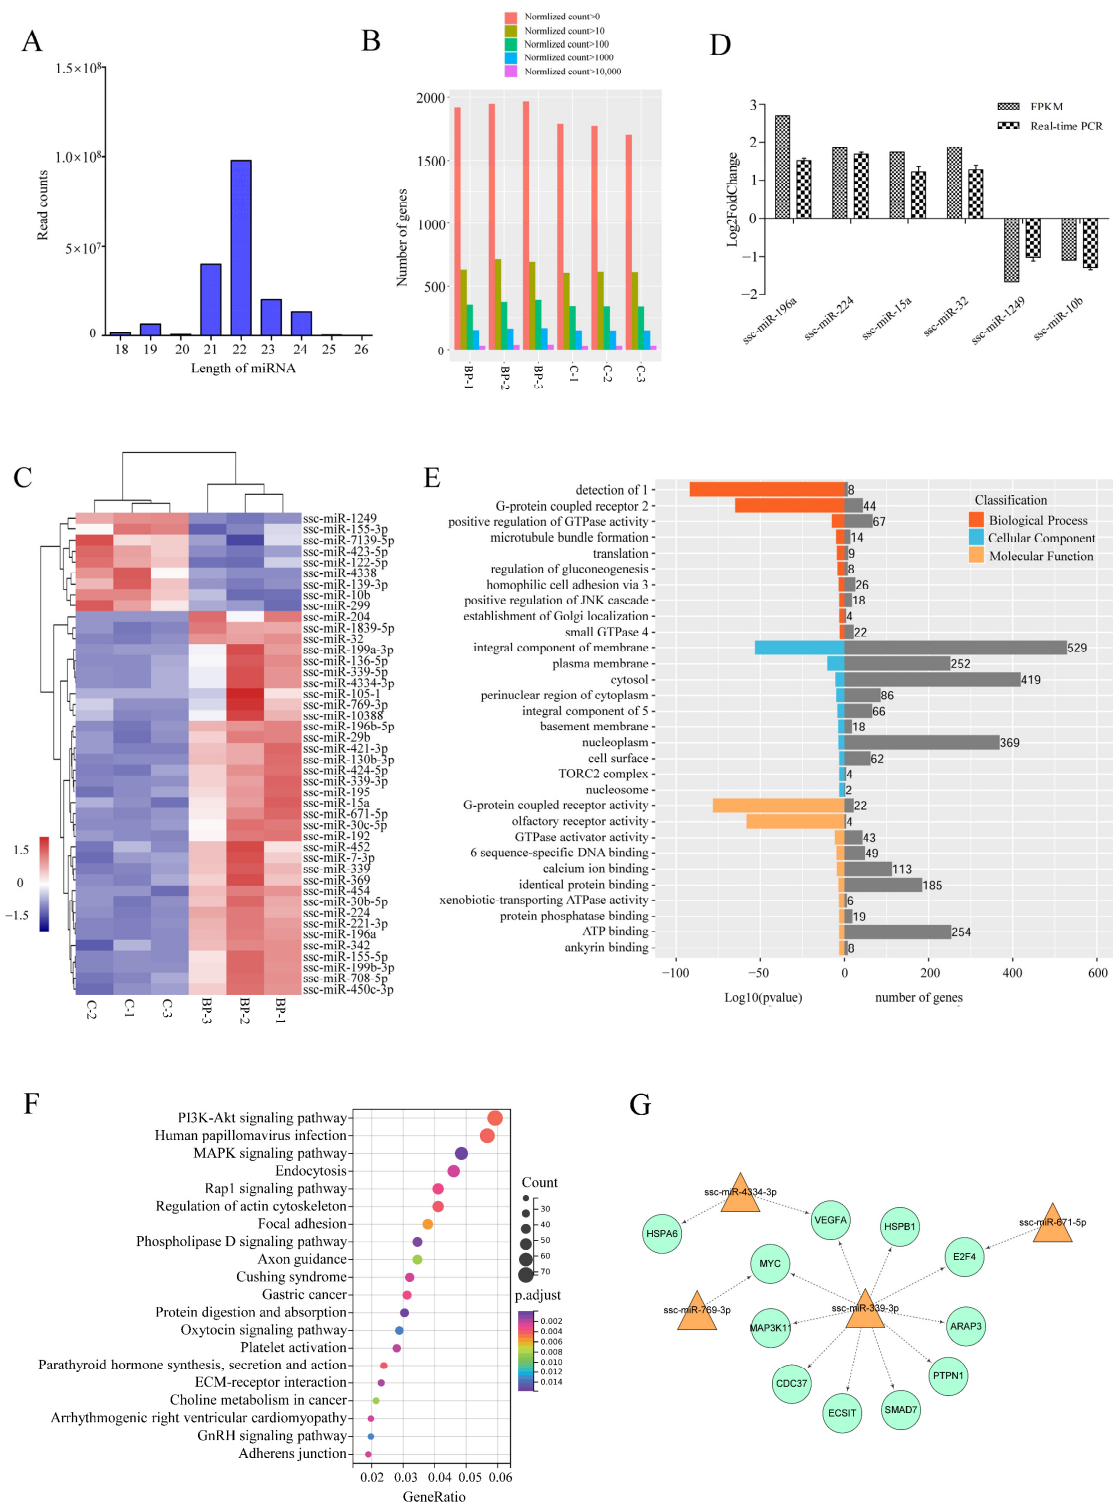 A
1.5×10⁸
1.0×10⁸
5×10⁷
0
Read counts
18 19 20 21 22 23 24 25 26
Length of miRNA
B
Normlized count>0
Normlized count>10
Normlized count>100
Normlized count>1000
Normlized count>10,000
2000
1500
1000
500
0
Number of genes
BP-1 BP-2 BP-3 C-1 C-2 C-3
D
FPKM
Real-time PCR
3
2
1
0
−1
−2
Log2FoldChange
ssc-miR-196a ssc-miR-224 ssc-miR-15a ssc-miR-32 ssc-miR-1249 ssc-miR-10b
C
ssc-miR-1249
ssc-miR-155-3p
ssc-miR-7139-5p
ssc-miR-423-5p
ssc-miR-122-5p
ssc-miR-4338
ssc-miR-139-3p
ssc-miR-10b
ssc-miR-299
ssc-miR-204
ssc-miR-1839-5p
ssc-miR-32
ssc-miR-199a-3p
ssc-miR-136-5p
ssc-miR-339-5p
ssc-miR-4334-3p
ssc-miR-105-1
ssc-miR-769-3p
ssc-miR-10388
ssc-miR-196b-5p
ssc-miR-29b
ssc-miR-421-3p
ssc-miR-130b-3p
ssc-miR-424-5p
ssc-miR-339-3p
ssc-miR-195
ssc-miR-15a
ssc-miR-671-5p
ssc-miR-30c-5p
ssc-miR-192
ssc-miR-452
ssc-miR-7-3p
ssc-miR-339
ssc-miR-369
ssc-miR-454
ssc-miR-30b-5p
ssc-miR-224
ssc-miR-221-3p
ssc-miR-196a
ssc-miR-342
ssc-miR-155-5p
ssc-miR-199b-3p
ssc-miR-708-5p
ssc-miR-450c-3p
1.5
0
−1.5
C-2 C-1 C-3 BP-3 BP-2 BP-1
E
Classification
Biological Process
Cellular Component
Molecular Function
detection of 1 8
G-protein coupled receptor 2 44
positive regulation of GTPase activity 67
microtubule bundle formation 14
translation 9
regulation of gluconeogenesis 8
homophilic cell adhesion via 3 26
positive regulation of JNK cascade 18
establishment of Golgi localization 4
small GTPase 4 22
integral component of membrane 529
plasma membrane 252
cytosol 419
perinuclear region of cytoplasm 86
integral component of 5 66
basement membrane 18
nucleoplasm 369
cell surface 62
TORC2 complex 4
nucleosome 2
G-protein coupled receptor activity 22
olfactory receptor activity 4
GTPase activator activity 43
6 sequence-specific DNA binding 49
calcium ion binding 113
identical protein binding 185
xenobiotic-transporting ATPase activity 6
protein phosphatase binding 19
ATP binding 254
ankyrin binding 8
−100 −50 0 200 400 600
Log10(pvalue) number of genes
F
PI3K-Akt signaling pathway
Human papillomavirus infection
MAPK signaling pathway
Endocytosis
Rap1 signaling pathway
Regulation of actin cytoskeleton
Focal adhesion
Phospholipase D signaling pathway
Axon guidance
Cushing syndrome
Gastric cancer
Protein digestion and absorption
Oxytocin signaling pathway
Platelet activation
Parathyroid hormone synthesis, secretion and action
ECM-receptor interaction
Choline metabolism in cancer
Arrhythmogenic right ventricular cardiomyopathy
GnRH signaling pathway
Adherens junction
0.02 0.03 0.04 0.05 0.06
GeneRatio
Count
30
40
50
60
70
p.adjust
0.002
0.004
0.006
0.008
0.010
0.012
0.014
G
ssc-miR-4334-3p
HSPA6
VEGFA
HSPB1
ssc-miR-671-5p
E2F4
MYC
ssc-miR-769-3p
ssc-miR-339-3p
MAP3K11
ARAP3
CDC37
PTPN1
ECSIT
SMAD7